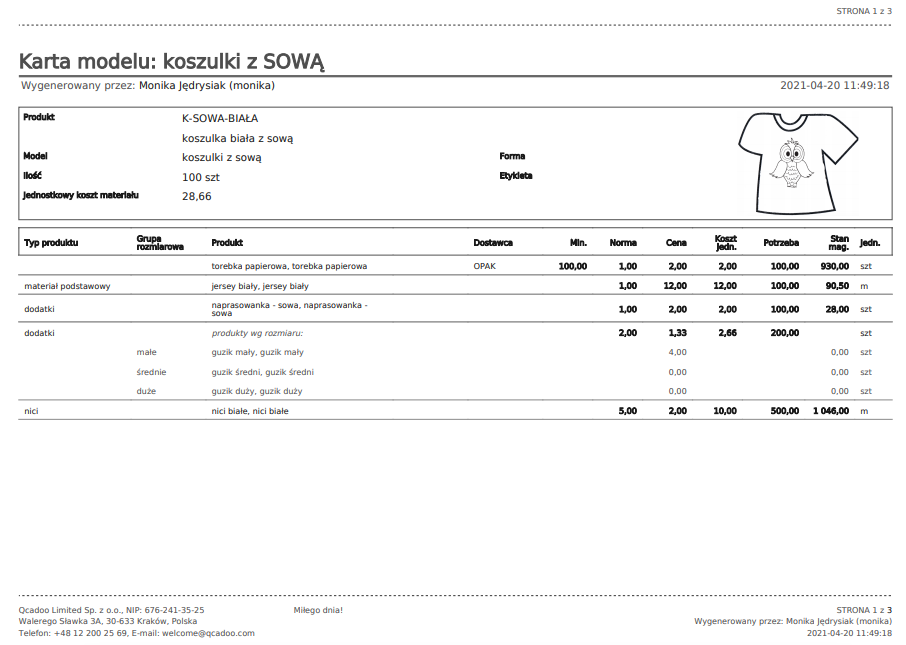 STRONA 1 z 3
Karta modelu: koszulki z SOWĄ
Wygenerowany przez: Monika Jędrysiak (monika) 2021-04-20 11:49:18
Produkt K-SOWA-BIAŁA
koszulka biała z sową
Model koszulki z sową Forma
Ilość 100 szt Etykieta
Jednostkowy koszt materiału 28,66
Typ produktu Grupa rozmiarowa Produkt Dostawca Min. Norma Cena Koszt jedn. Potrzeba Stan mag. Jedn.
torebka papierowa, torebka papierowa OPAK 100,00 1,00 2,00 2,00 100,00 930,00 szt
materiał podstawowy jersey biały, jersey biały 1,00 12,00 12,00 100,00 90,50 m
dodatki naprasowanka - sowa, naprasowanka - sowa 1,00 2,00 2,00 100,00 28,00 szt
dodatki produkty wg rozmiaru: 2,00 1,33 2,66 200,00 szt
małe guzik mały, guzik mały 4,00 0,00 szt
średnie guzik średni, guzik średni 0,00 0,00 szt
duże guzik duży, guzik duży 0,00 0,00 szt
nici nici białe, nici białe 5,00 2,00 10,00 500,00 1 046,00 m
Qcadoo Limited Sp. z o.o., NIP: 676-241-35-25 Miłego dnia! STRONA 1 z 3
Walerego Sławka 3A, 30-633 Kraków, Polska Wygenerowany przez: Monika Jędrysiak (monika)
Telefon: +48 12 200 25 69, E-mail: welcome@qcadoo.com 2021-04-20 11:49:18